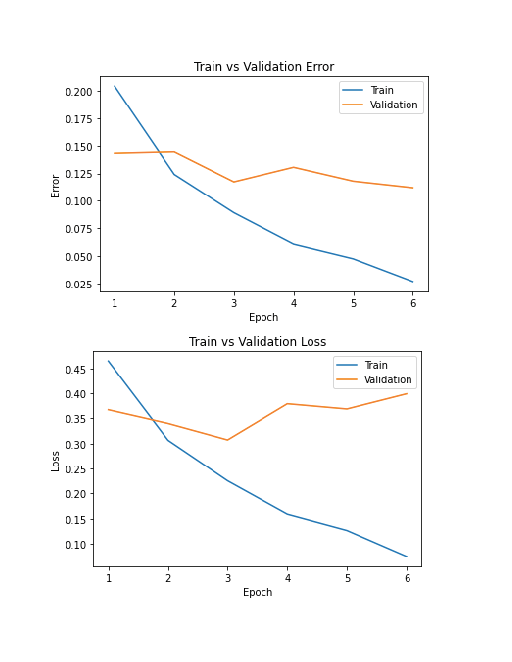 Train vs Validation Error
Train
Validation
0.200
0.175
0.150
0.125
0.100
0.075
0.050
0.025
Error
1 2 3 4 5 6
Epoch
Train vs Validation Loss
Train
Validation
0.45
0.40
0.35
0.30
0.25
0.20
0.15
0.10
Loss
1 2 3 4 5 6
Epoch